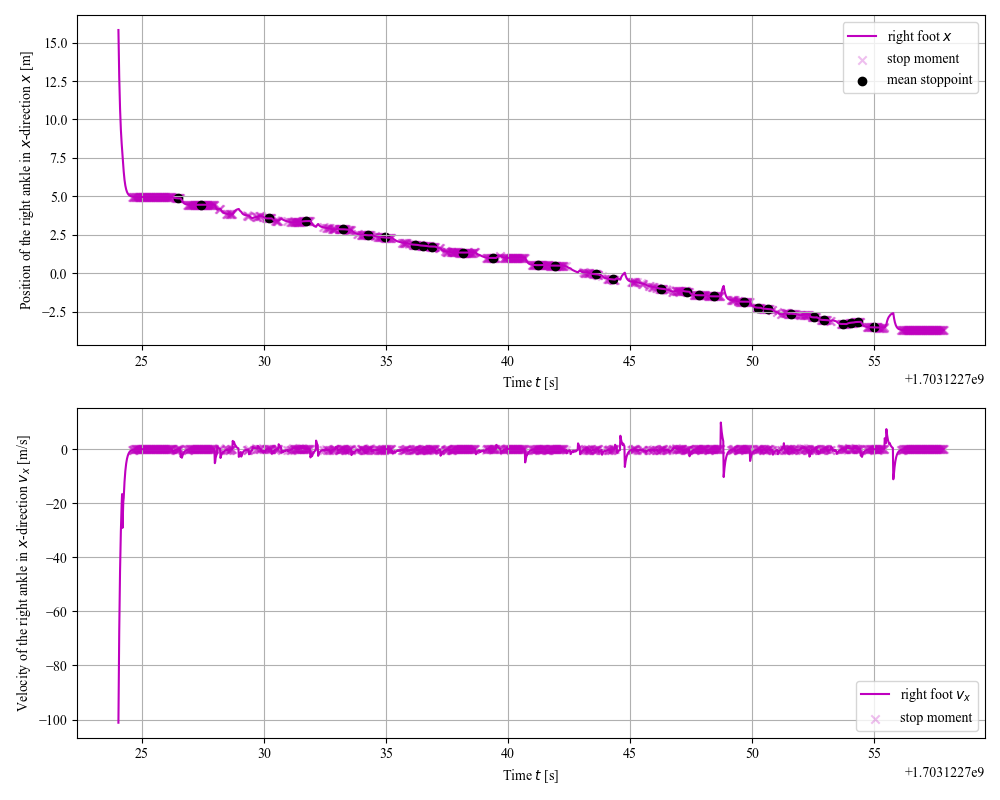 Position of the right ankle in x-direction x [m]
15.0
12.5
10.0
7.5
5.0
2.5
0.0
−2.5
right foot x
stop moment
mean stoppoint
25 30 35 40 45 50 55
Time t [s]
+1.7031227e9
Velocity of the right ankle in x-direction vₓ [m/s]
0
−20
−40
−60
−80
−100
right foot vₓ
stop moment
25 30 35 40 45 50 55
Time t [s]
+1.7031227e9